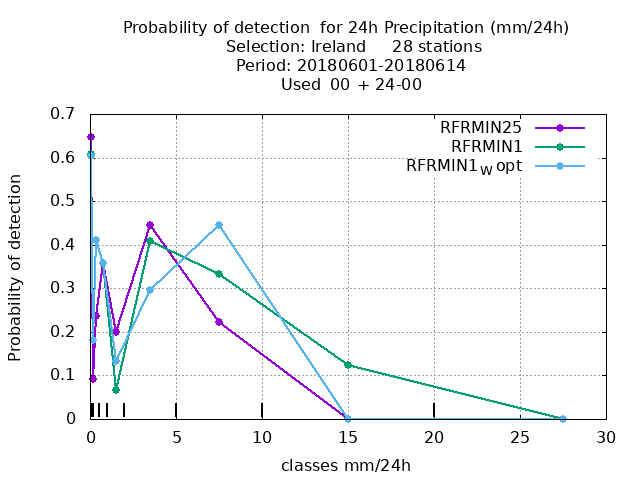 Probability of detection  for 24h Precipitation (mm/24h)
Selection: Ireland     28 stations
Period: 20180601-20180614
Used  00 + 24-00
RFRMIN25
RFRMIN1
RFRMIN1w opt
Probability of detection
0.7
0.6
0.5
0.4
0.3
0.2
0.1
0
0 5 10 15 20 25 30
classes mm/24h